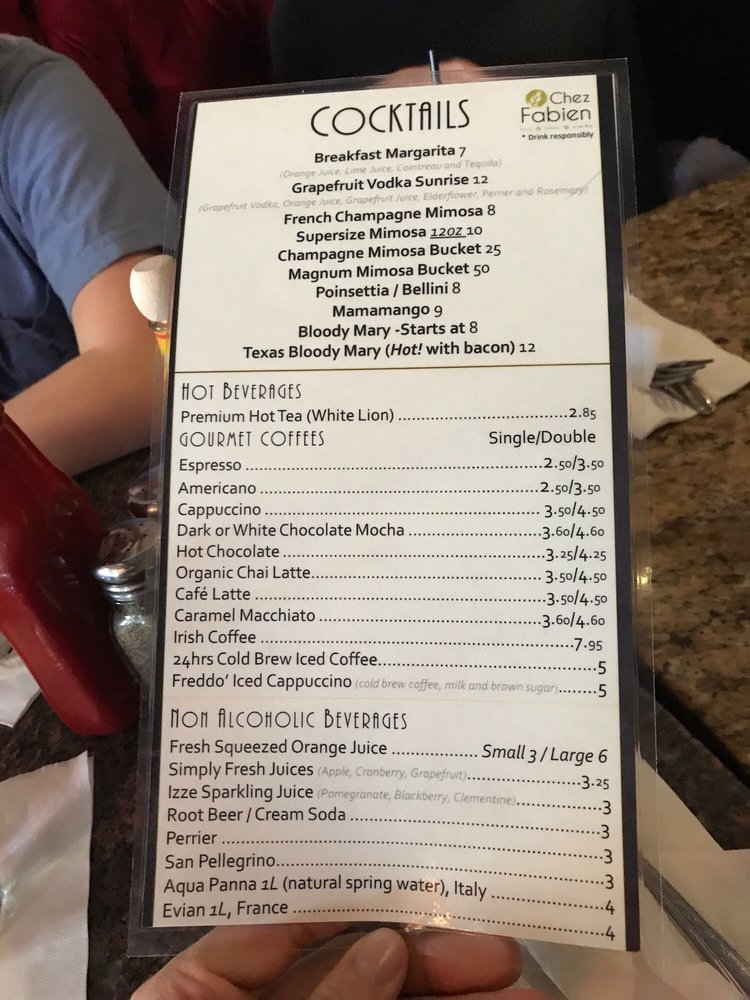 COCKTAILS
Chez
Fabien
* Drink responsibly
Breakfast Margarita 7
(Orange Juice, Lime Juice, Cointreau and Tequila)
Grapefruit Vodka Sunrise 12
(Grapefruit Vodka, Orange Juice, Grapefruit Juice, Elderflower, Perrier and Rosemary)
French Champagne Mimosa 8
Supersize Mimosa 12oz 10
Champagne Mimosa Bucket 25
Magnum Mimosa Bucket 50
Poinsettia / Bellini 8
Mamamango 9
Bloody Mary -Starts at 8
Texas Bloody Mary (Hot! with bacon) 12
HOT BEVERAGES
Premium Hot Tea (White Lion) ..........2.85
GOURMET COFFEES Single/Double
Espresso ..........2.50/3.50
Americano ..........2.50/3.50
Cappuccino ..........3.50/4.50
Dark or White Chocolate Mocha ..........3.60/4.60
Hot Chocolate ..........3.25/4.25
Organic Chai Latte..........3.50/4.50
Café Latte ..........3.50/4.50
Caramel Macchiato ..........3.60/4.60
Irish Coffee ..........7.95
24hrs Cold Brew Iced Coffee..........5
Freddo' Iced Cappuccino (cold brew coffee, milk and brown sugar)..........5
NON ALCOHOLIC BEVERAGES
Fresh Squeezed Orange Juice .......... Small 3 / Large 6
Simply Fresh Juices (Apple, Cranberry, Grapefruit)..........3.25
Izze Sparkling Juice (Pomegranate, Blackberry, Clementine)..........3
Root Beer / Cream Soda ..........3
Perrier ..........3
San Pellegrino..........3
Aqua Panna 1L (natural spring water), Italy ..........4
Evian 1L, France ..........4